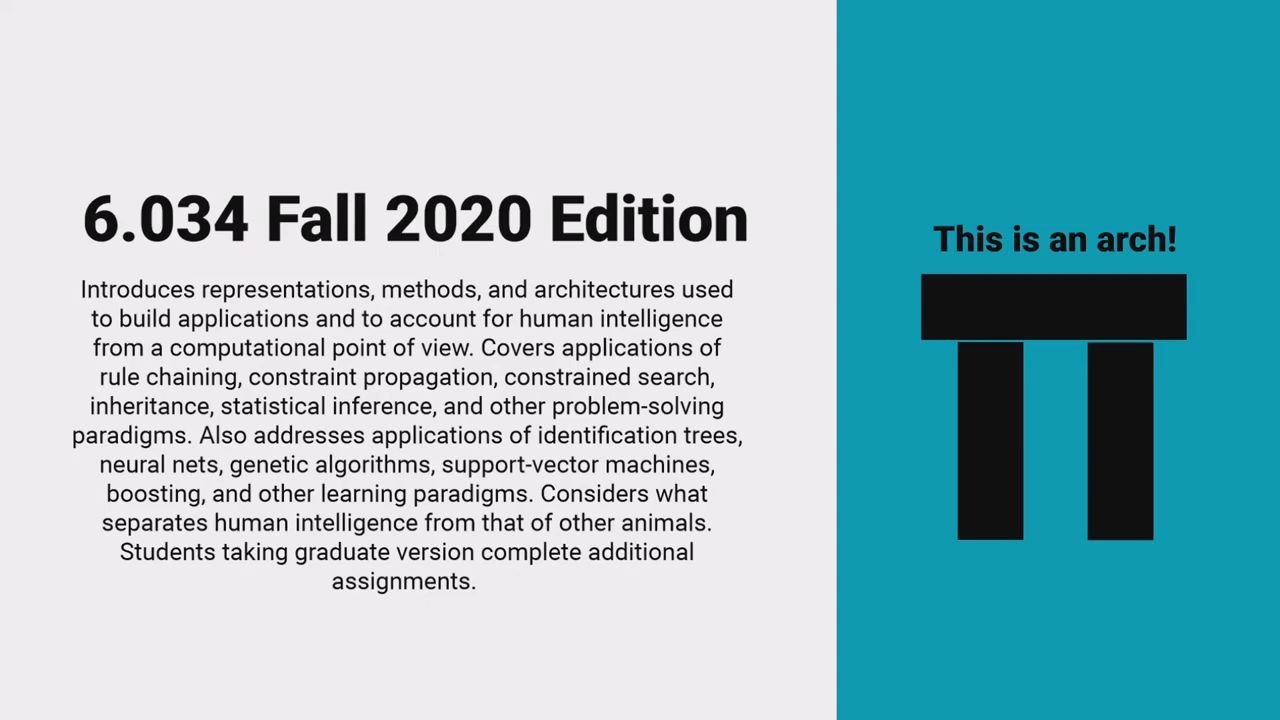 6.034 Fall 2020 Edition
Introduces representations, methods, and architectures used
to build applications and to account for human intelligence
from a computational point of view. Covers applications of
rule chaining, constraint propagation, constrained search,
inheritance, statistical inference, and other problem-solving
paradigms. Also addresses applications of identification trees,
neural nets, genetic algorithms, support-vector machines,
boosting, and other learning paradigms. Considers what
separates human intelligence from that of other animals.
Students taking graduate version complete additional
assignments.
This is an arch!